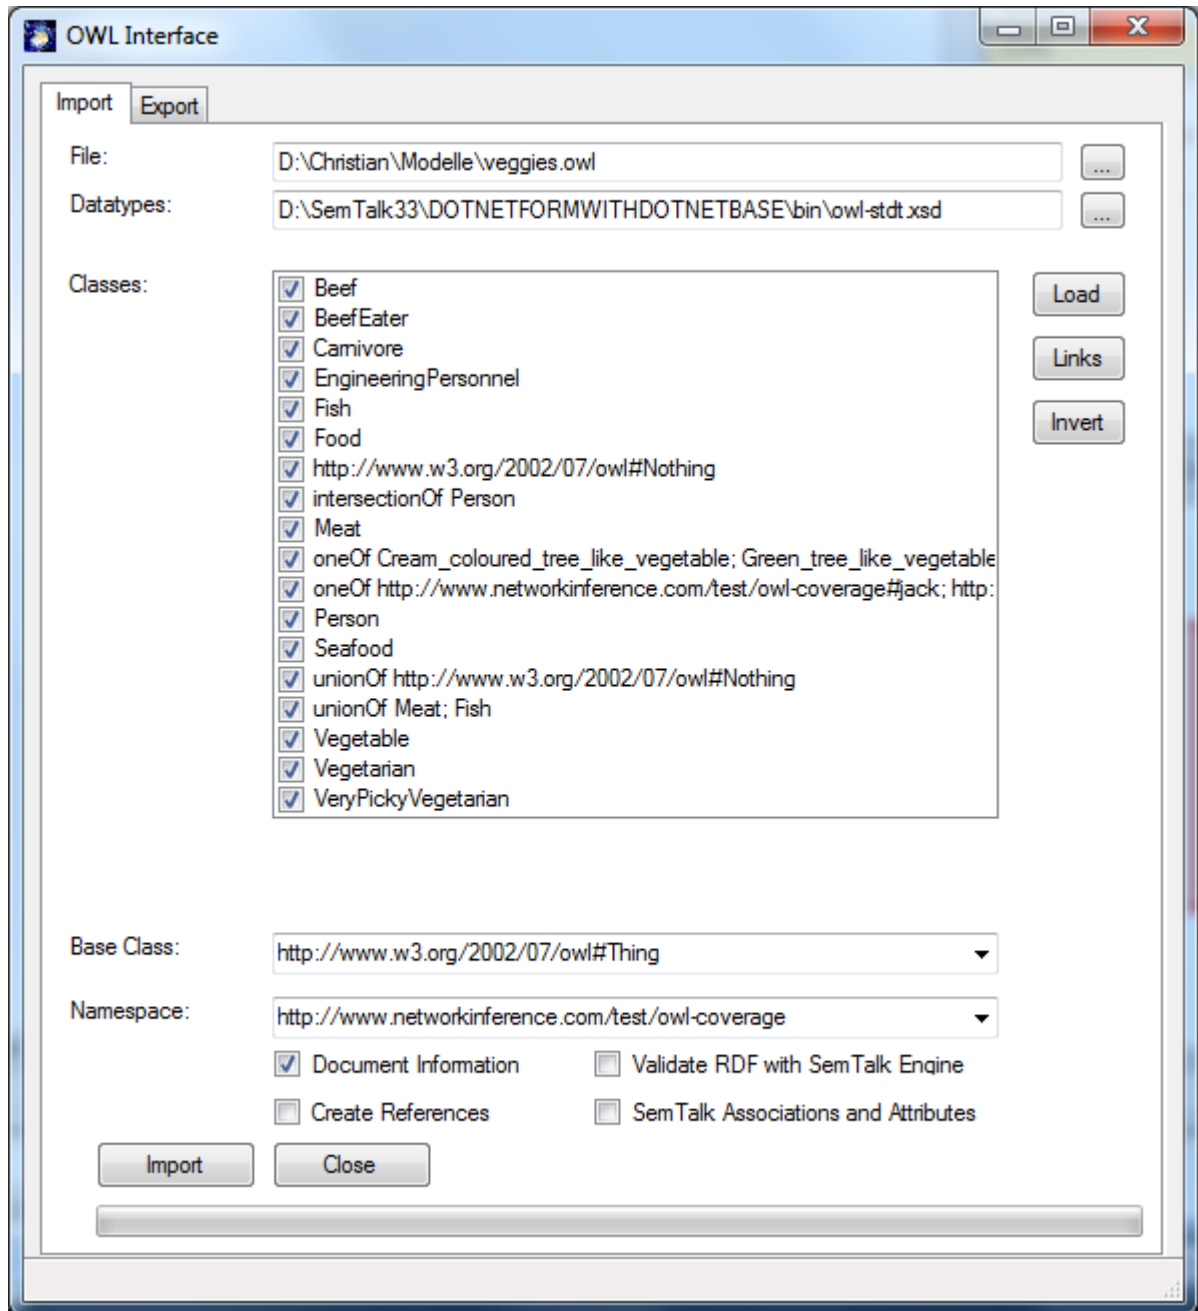 OWL Interface
Import Export
File: D:\Christian\Modelle\veggies.owl ...
Datatypes: D:\SemTalk33\DOTNETFORMWITHDOTNETBASE\bin\owl-stdt.xsd ...
Classes:
Beef
Load
BeefEater
Carnivore
Links
EngineeringPersonnel
Fish
Invert
Food
http://www.w3.org/2002/07/owl#Nothing
intersectionOf Person
Meat
oneOf Cream_coloured_tree_like_vegetable; Green_tree_like_vegetable
oneOf http://www.networkinference.com/test/owl-coverage#jack; http:
Person
Seafood
unionOf http://www.w3.org/2002/07/owl#Nothing
unionOf Meat; Fish
Vegetable
Vegetarian
VeryPickyVegetarian
Base Class: http://www.w3.org/2002/07/owl#Thing
Namespace: http://www.networkinference.com/test/owl-coverage
Document Information Validate RDF with SemTalk Engine
Create References SemTalk Associations and Attributes
Import Close